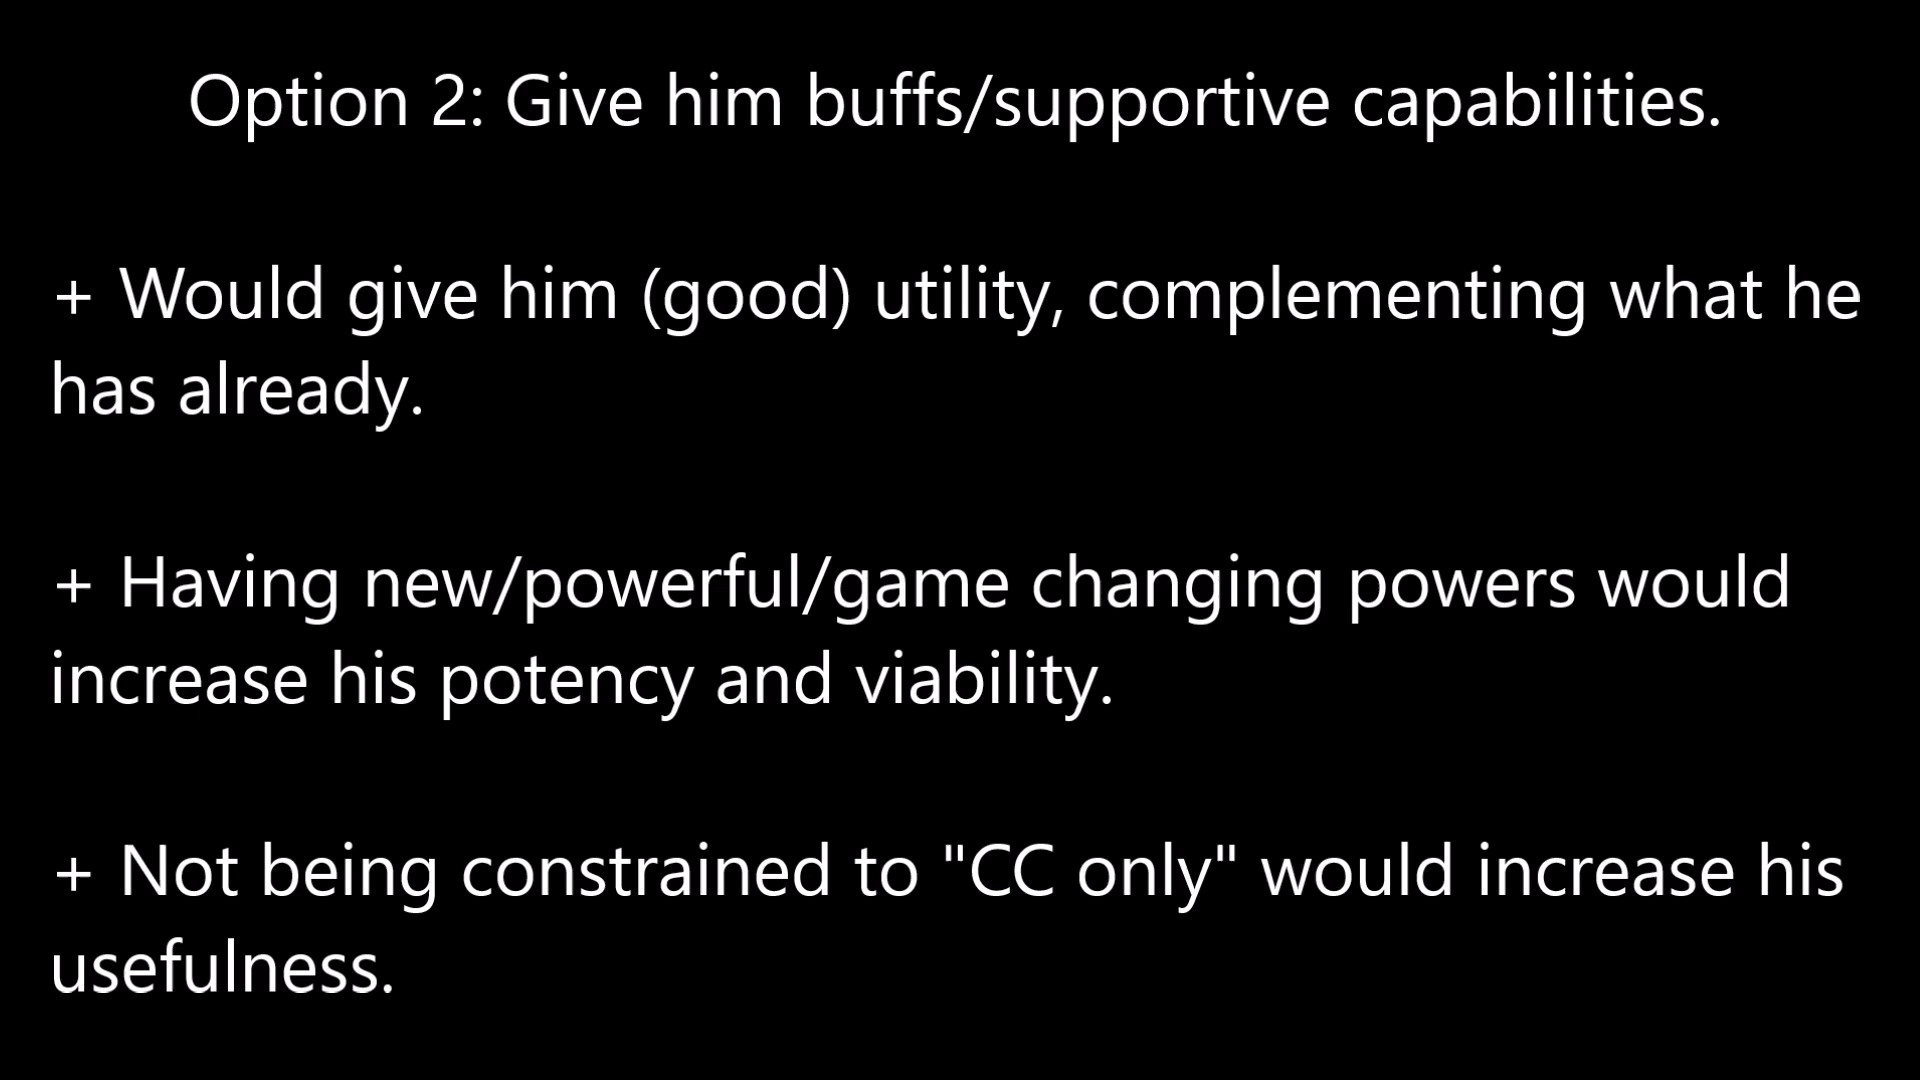 Option 2: Give him buffs/supportive capabilities.
+ Would give him (good) utility, complementing what he
has already.
+ Having new/powerful/game changing powers would
increase his potency and viability.
+ Not being constrained to "CC only" would increase his
usefulness.